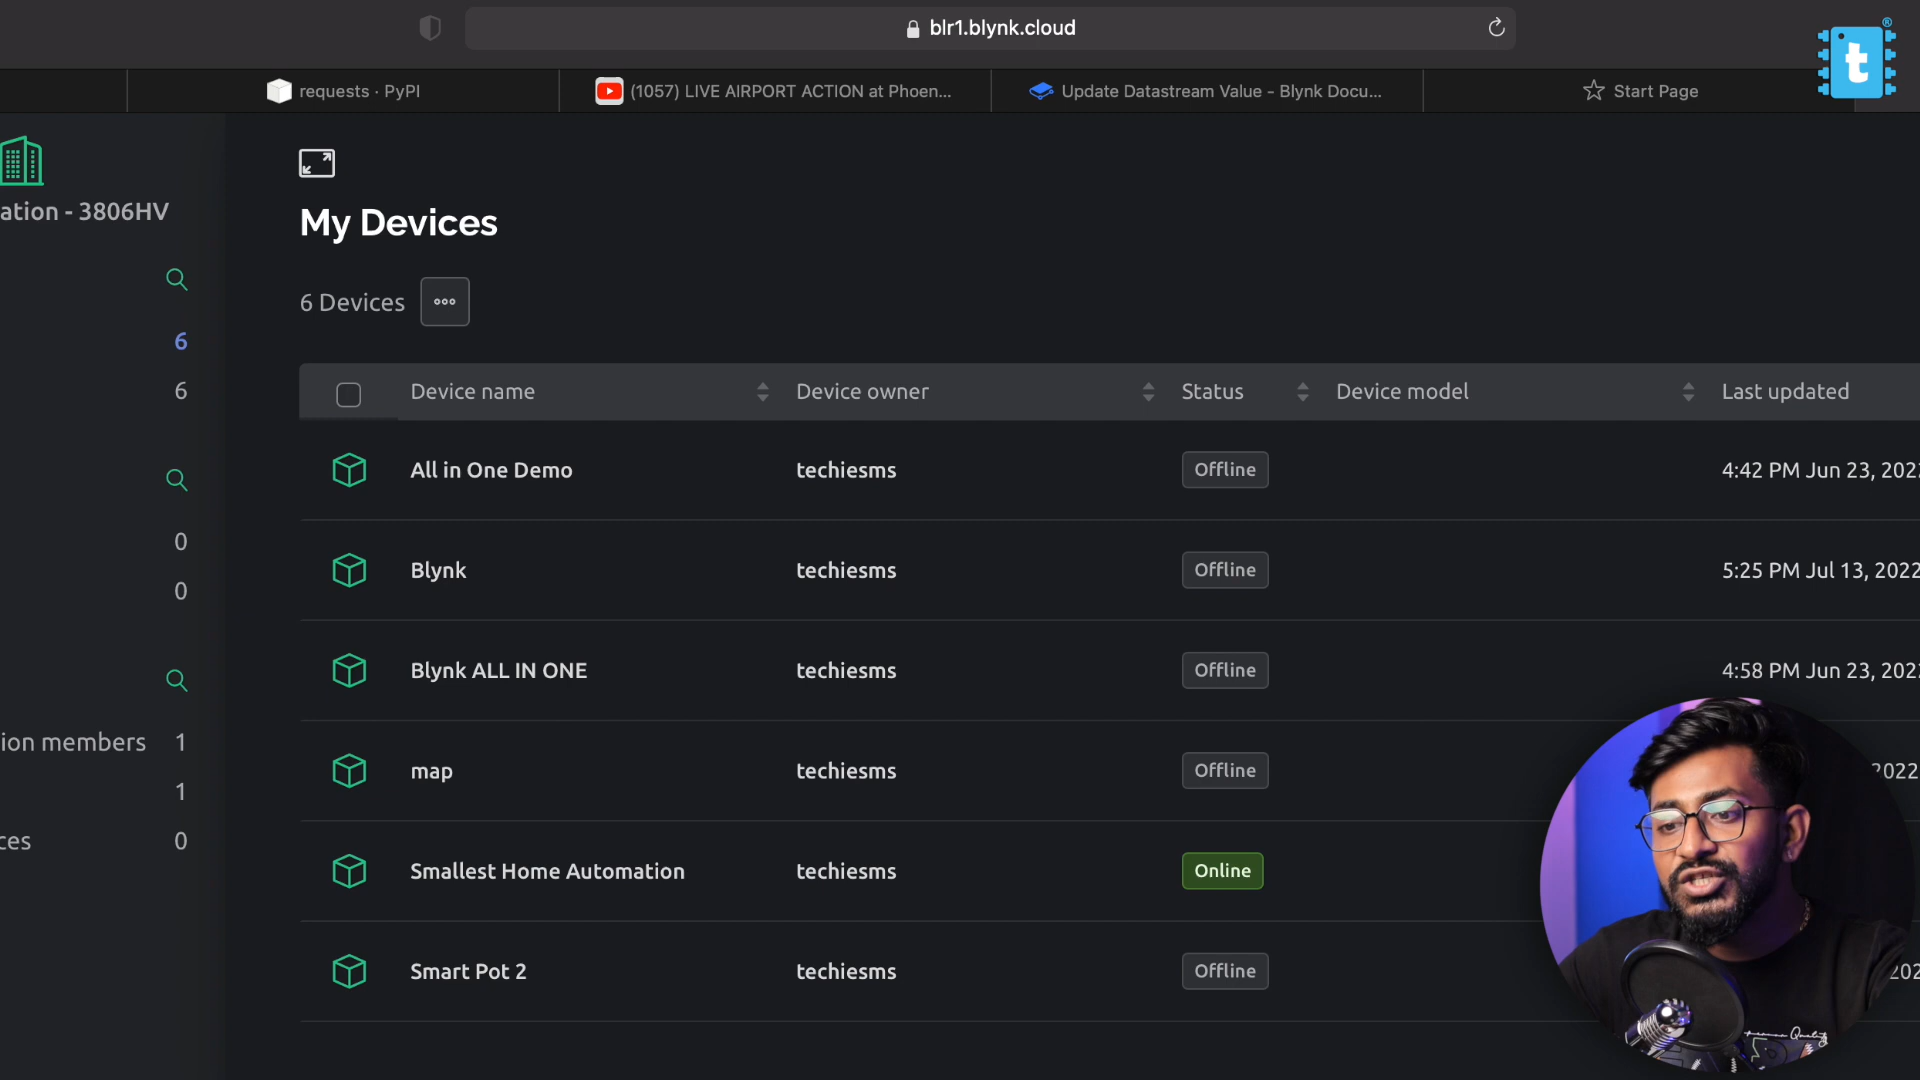 blr1.blynk.cloud
requests · PyPI
(1057) LIVE AIRPORT ACTION at Phoen...
Update Datastream Value - Blynk Docu...
Start Page
t
®
ation - 3806HV
6
6
0
0
ion members 1
1
ces 0
My Devices
6 Devices
Device name Device owner Status Device model Last updated
All in One Demo techiesms Offline 4:42 PM Jun 23, 202
Blynk techiesms Offline 5:25 PM Jul 13, 2022
Blynk ALL IN ONE techiesms Offline 4:58 PM Jun 23, 202
map techiesms Offline 2022
Smallest Home Automation techiesms Online
Smart Pot 2 techiesms Offline 202